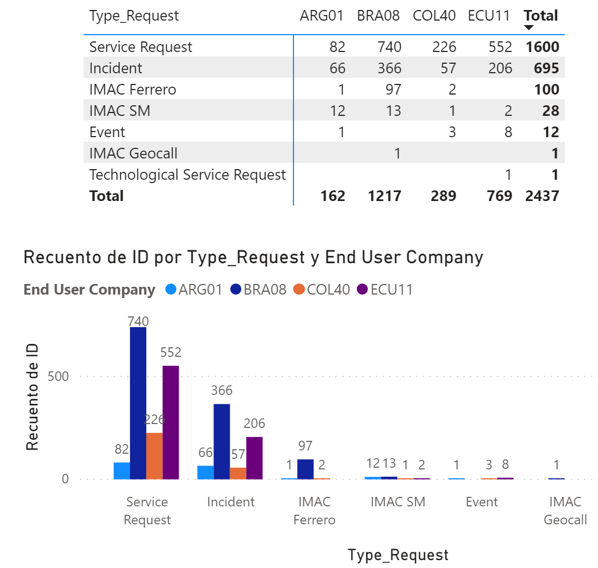 Type_Request ARG01 BRA08 COL40 ECU11 Total
Service Request 82 740 226 552 1600
Incident 66 366 57 206 695
IMAC Ferrero 1 97 2 100
IMAC SM 12 13 1 2 28
Event 1 3 8 12
IMAC Geocall 1 1
Technological Service Request 1 1
Total 162 1217 289 769 2437
Recuento de ID por Type_Request y End User Company
End User Company ARG01 BRA08 COL40 ECU11
Recuento de ID
500
0
82 740 226 552
66 366 57 206
1 97 2
12 13 1 2
1 3 8
1
Service Request
Incident
IMAC Ferrero
IMAC SM
Event
IMAC Geocall
Type_Request